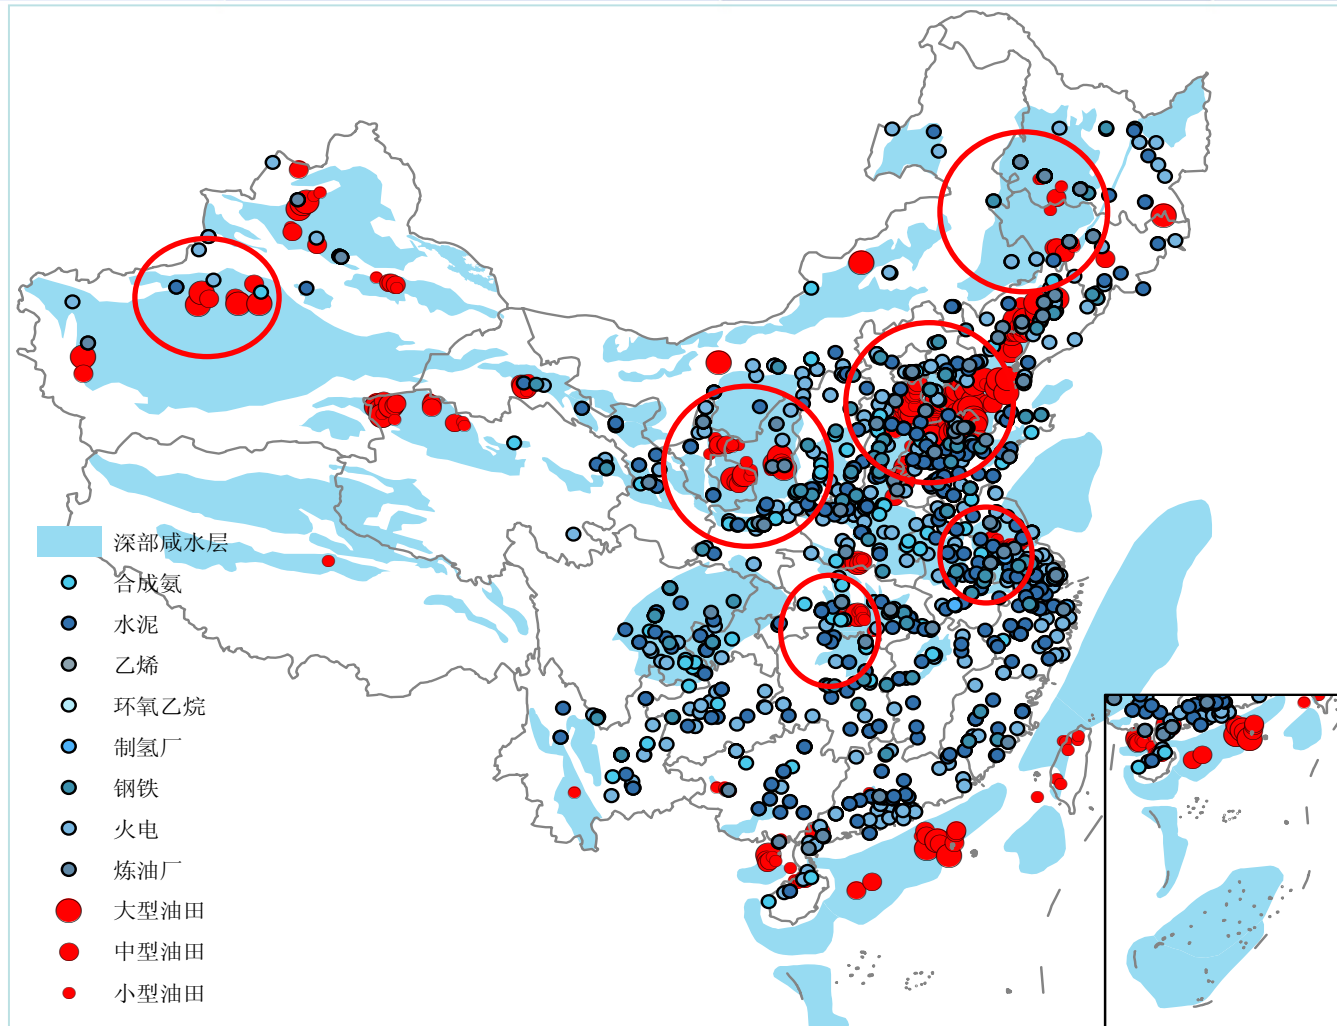 深部咸水层
合成氨
水泥
乙烯
环氧乙烷
制氢厂
钢铁
火电
炼油厂
大型油田
中型油田
小型油田